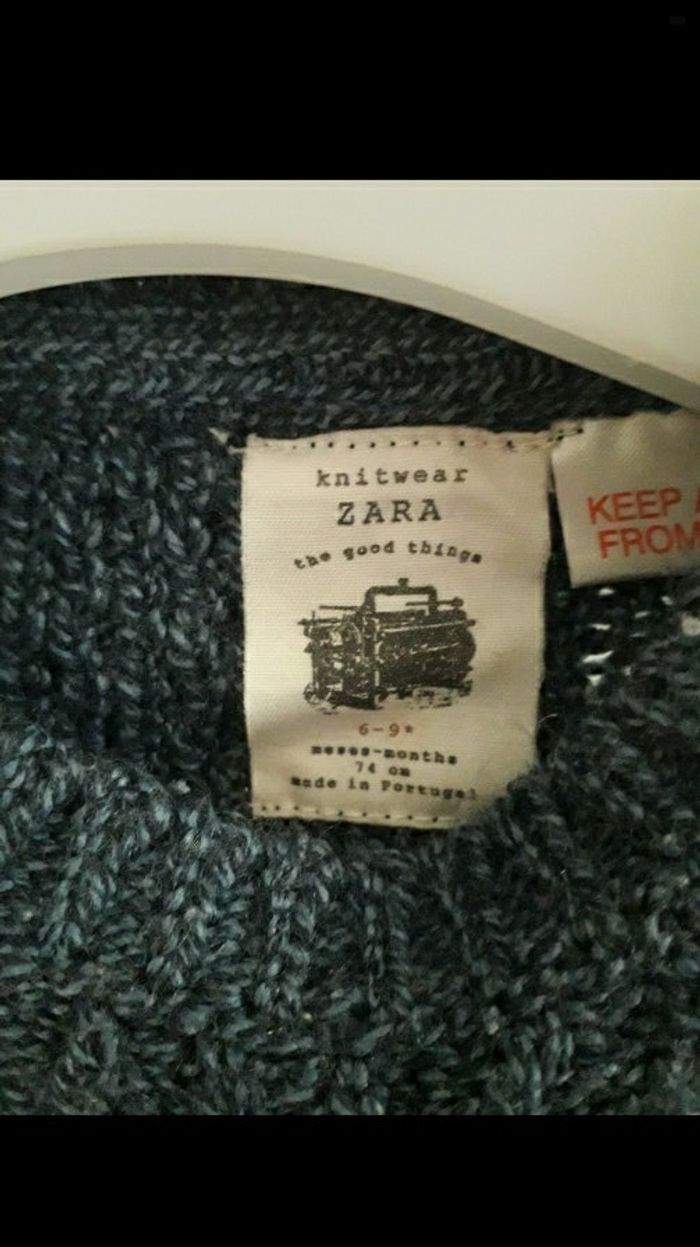 knitwear
ZARA
the good things
6-9*
meses-months
74 cm
made in Portugal
KEEP
FROM